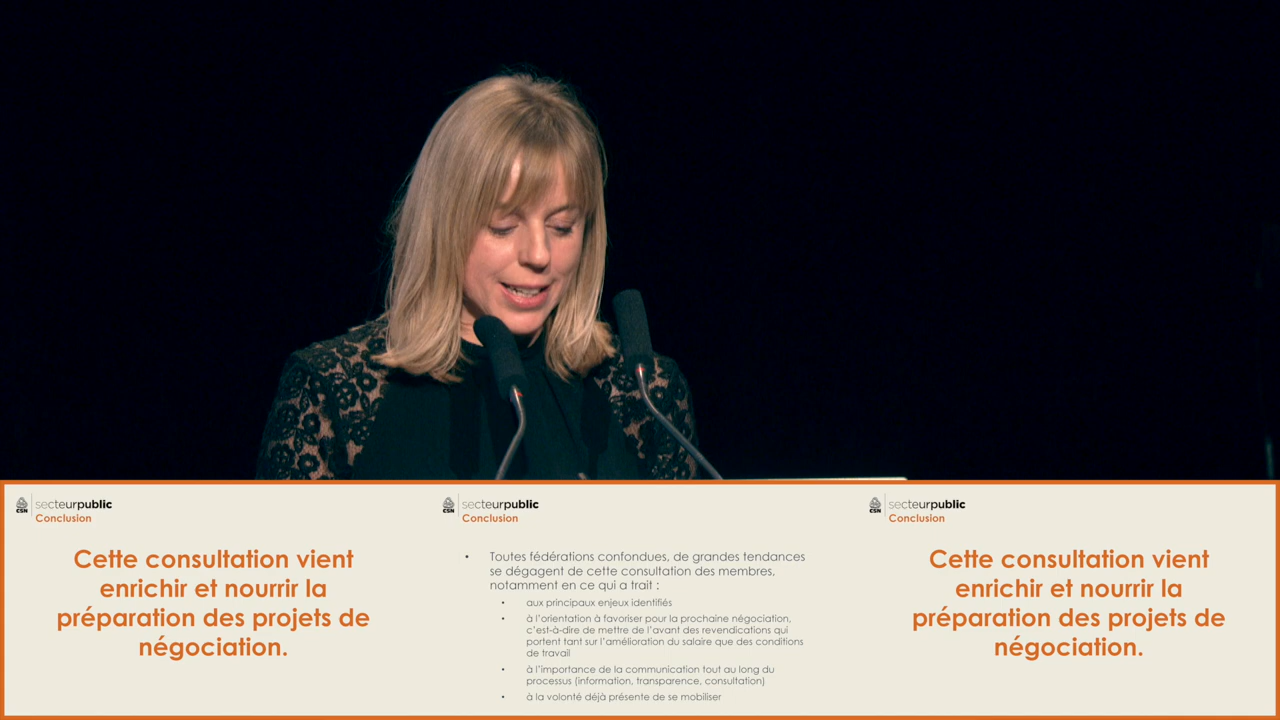 CSN
secteurpublic
Conclusion
Cette consultation vient
enrichir et nourrir la
préparation des projets de
négociation.
CSN
secteurpublic
Conclusion
• Toutes fédérations confondues, de grandes tendances
se dégagent de cette consultation des membres,
notamment en ce qui a trait :
• aux principaux enjeux identifiés
• à l'orientation à favoriser pour la prochaine négociation,
c'est-à-dire de mettre de l'avant des revendications qui
portent tant sur l'amélioration du salaire que des conditions
de travail
• à l'importance de la communication tout au long du
processus (information, transparence, consultation)
• à la volonté déjà présente de se mobiliser
CSN
secteurpublic
Conclusion
Cette consultation vient
enrichir et nourrir la
préparation des projets de
négociation.